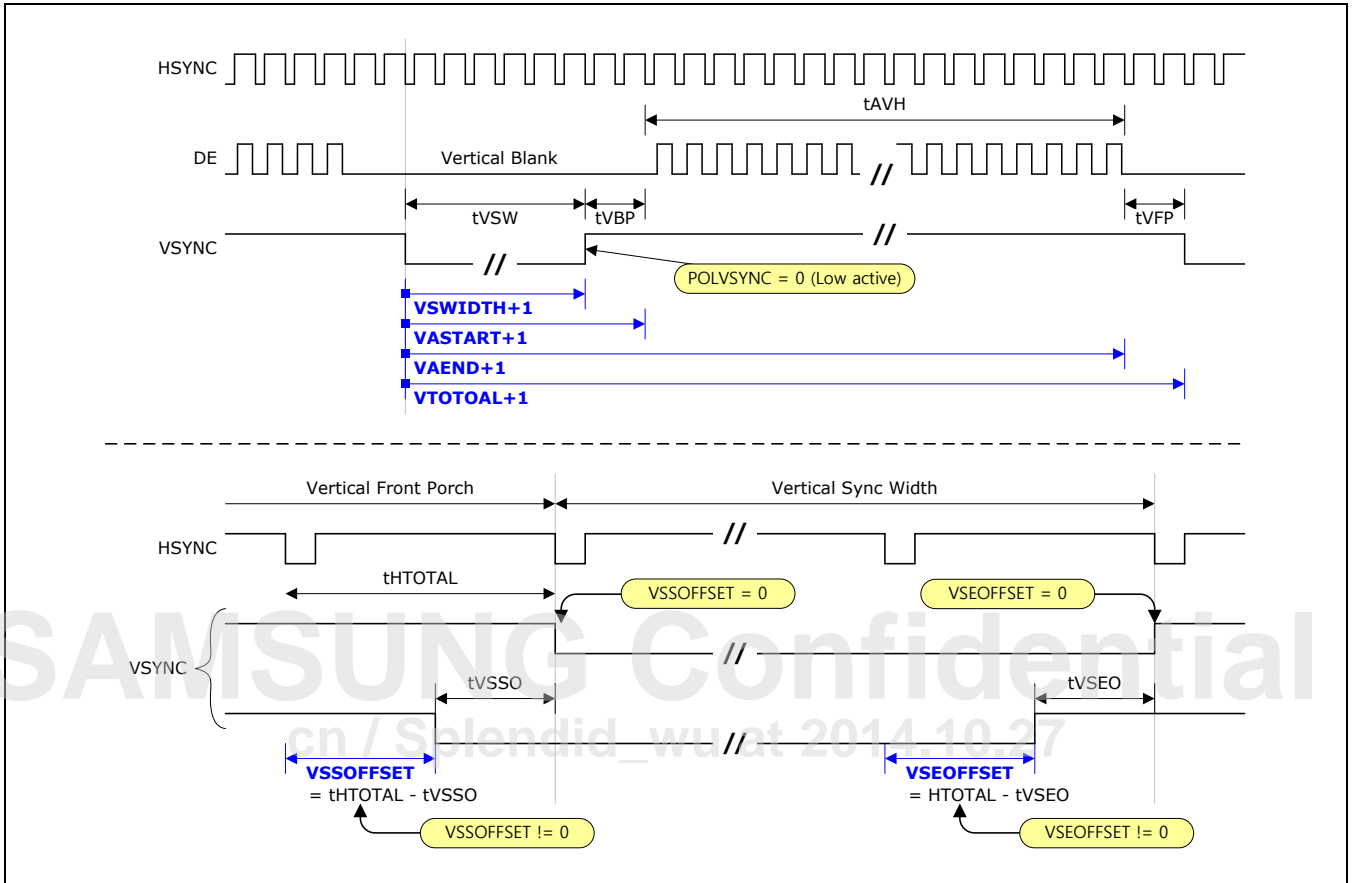 HSYNC
tAVH
DE
Vertical Blank
tVSW
tVBP
tVFP
VSYNC
//
//
//
POLVSYNC = 0 (Low active)
VSWIDTH+1
VASTART+1
VAEND+1
VTOTOAL+1
Vertical Front Porch
Vertical Sync Width
HSYNC
//
tHTOTAL
VSSOFFSET = 0
VSEOFFSET = 0
SAMSUNG Confidential
VSYNC
//
tVSSO
tVSEO
cn / Splendid_wu at 2014.10.27
//
VSSOFFSET
= tHTOTAL - tVSSO
VSEOFFSET
= HTOTAL - tVSEO
VSSOFFSET != 0
VSEOFFSET != 0